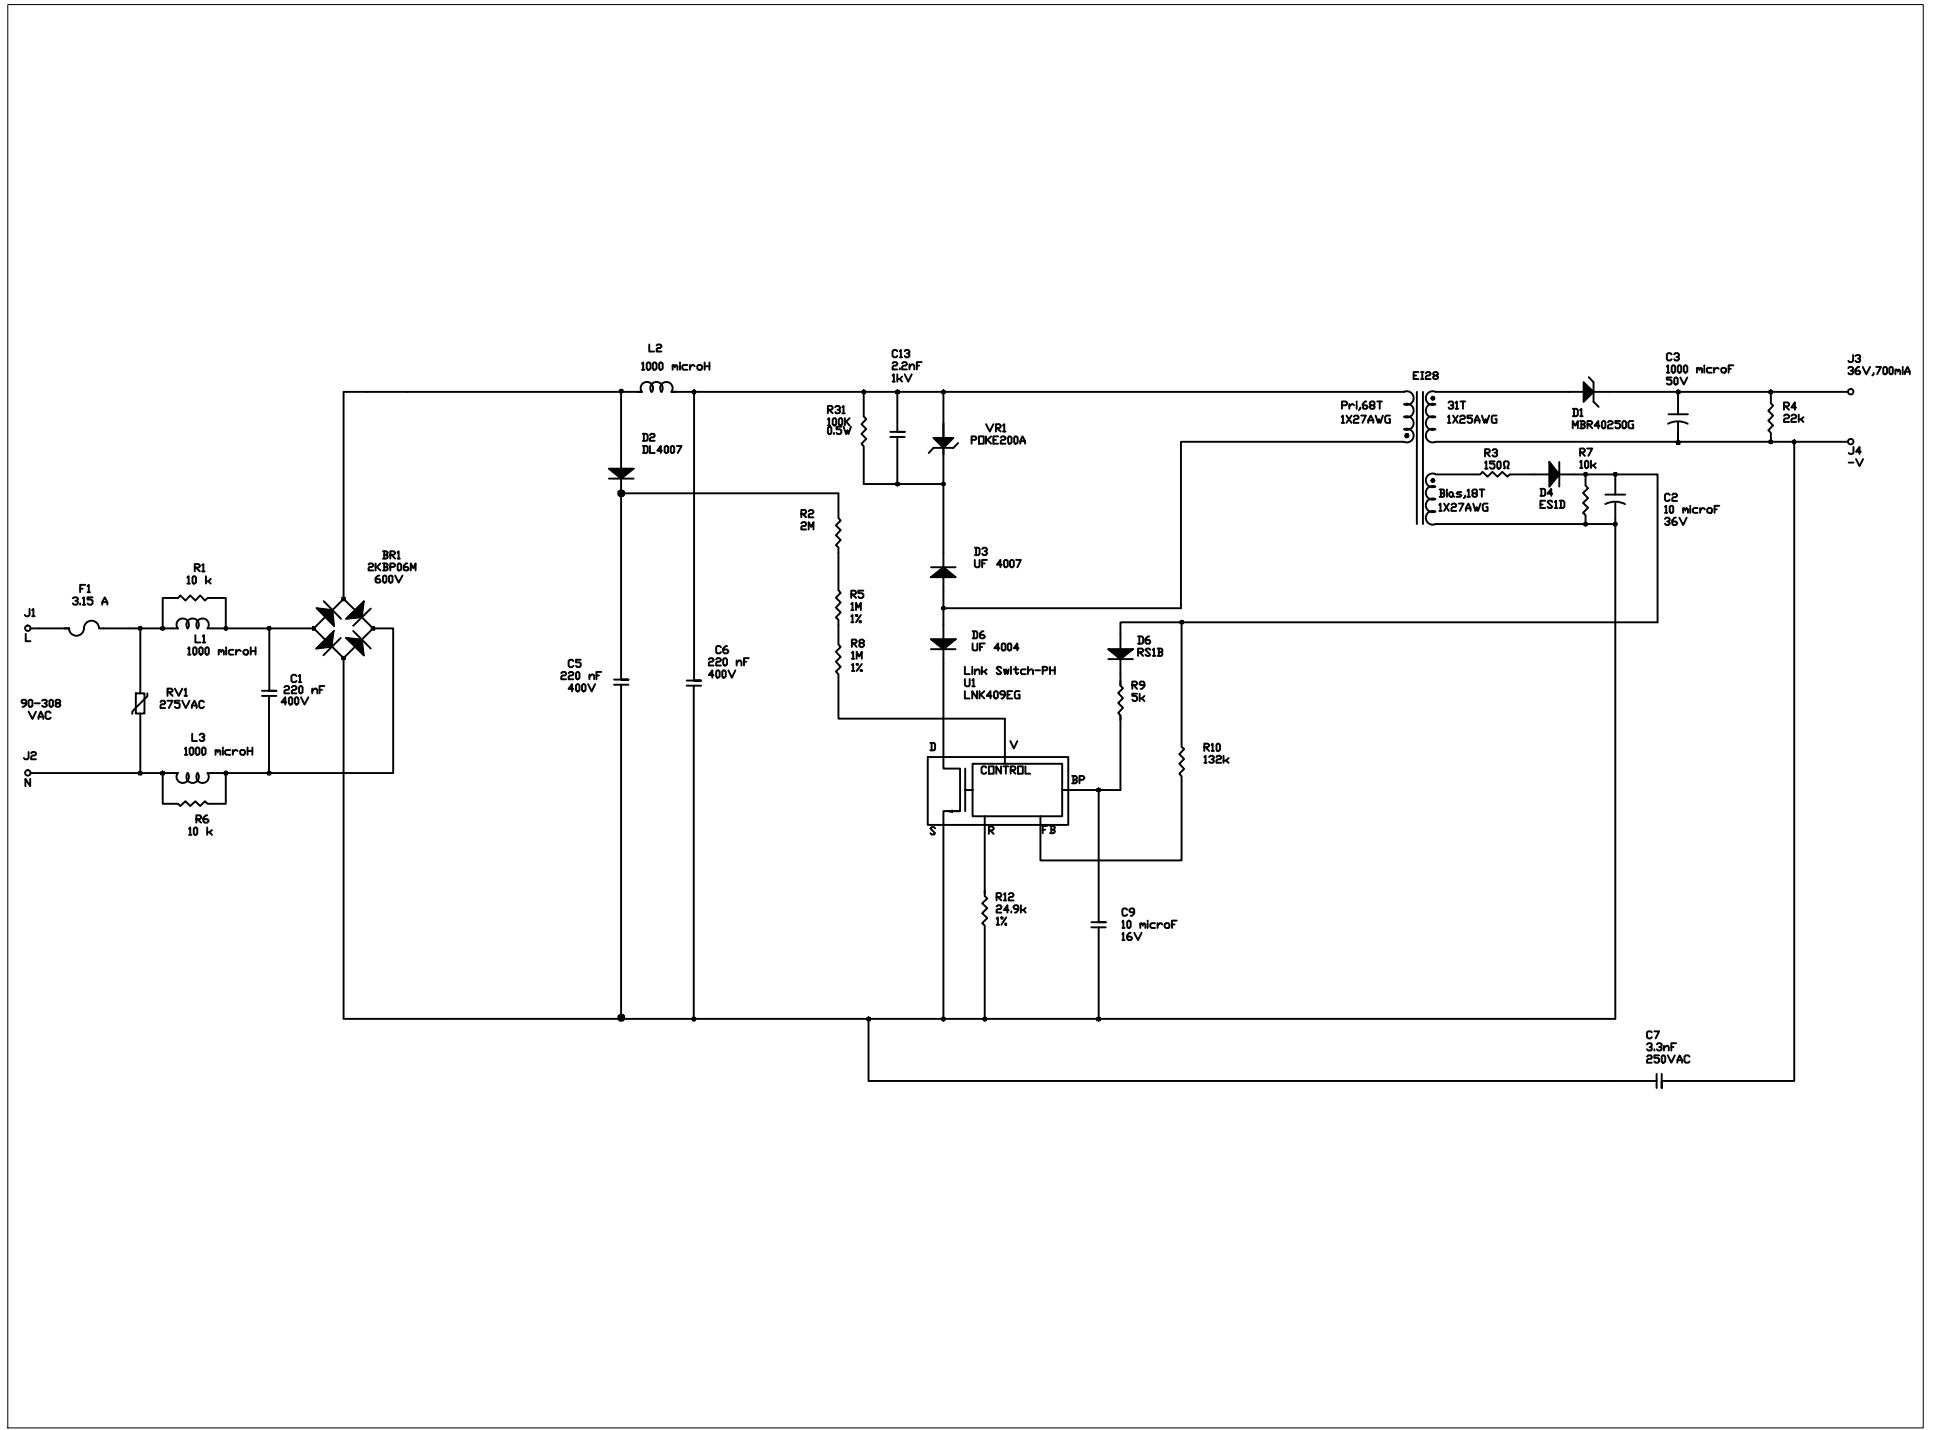 L2
1000 microH
C13
2.2nF
1kV
R31
100K
0.5W
VR1
P0KE200A
EI28
Pri,68T
1X27AWG
31T
1X25AWG
D1
MBR40250G
C3
1000 microF
50V
R4
22k
J3
36V,700mIA
J4
-V
D2
DL4007
R3
150Ω
R7
10k
Bias,18T
1X27AWG
D4
ES1D
C2
10 microF
36V
R2
2M
D3
UF 4007
BR1
2KBP06M
600V
R1
10 k
F1
3.15 A
J1
L
L1
1000 microH
R5
1M
1%
R8
1M
1%
D6
UF 4004
D6
RS1B
Link Switch-PH
U1
LNK409EG
R9
5k
C5
220 nF
400V
C6
220 nF
400V
C1
220 nF
400V
RV1
275VAC
90-308
VAC
L3
1000 microH
J2
N
R6
10 k
D
V
CONTROL
BP
S
R
FB
R10
132k
R12
24.9k
1%
C9
10 microF
16V
C7
3.3nF
250VAC